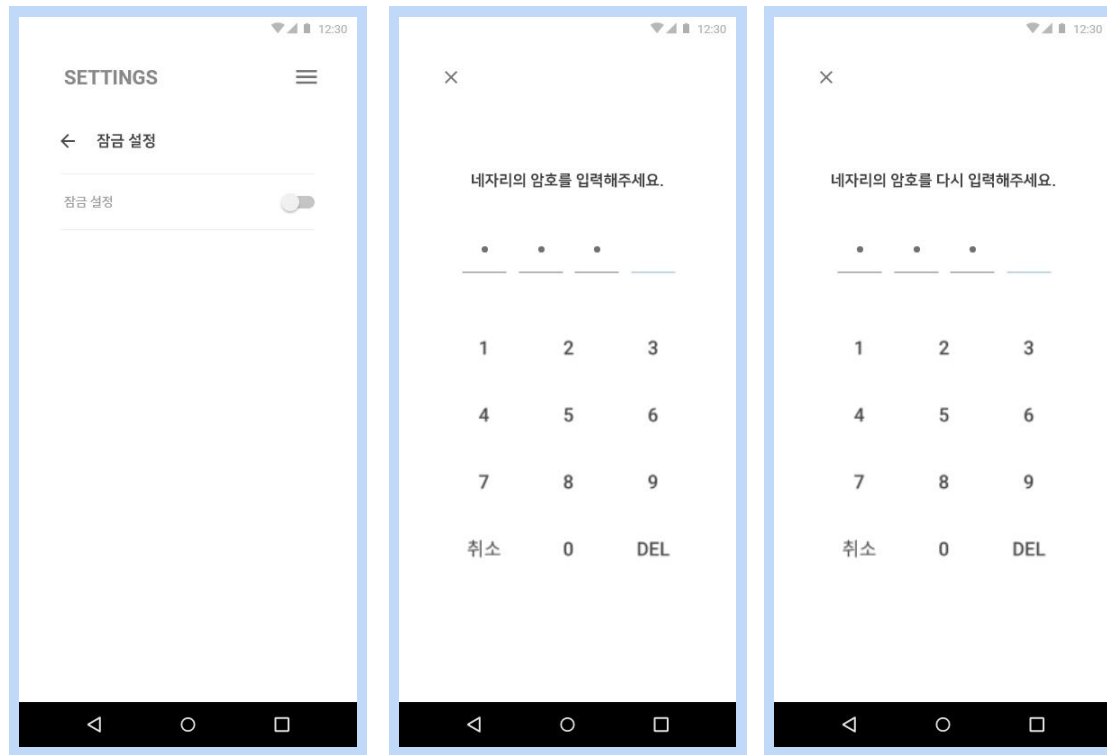 12:30
SETTINGS
잠금 설정
잠금 설정
12:30
네자리의 암호를 입력해주세요.
1 2 3
4 5 6
7 8 9
취소 0 DEL
12:30
네자리의 암호를 다시 입력해주세요.
1 2 3
4 5 6
7 8 9
취소 0 DEL